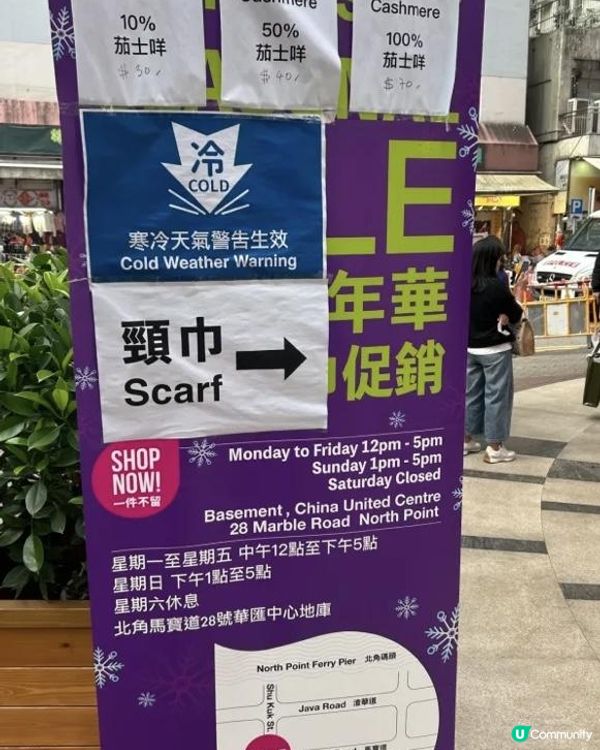 10%
茄士咩
$30/
Cashmere
50%
茄士咩
$40/
Cashmere
100%
茄士咩
$70/
冷
COLD
寒冷天氣警告生效
Cold Weather Warning
頸巾
Scarf
LE
年華
促銷
SHOP
NOW!
一件不留
Monday to Friday 12pm - 5pm
Sunday 1pm - 5pm
Saturday Closed
Basement , China United Centre
28 Marble Road North Point
星期一至星期五 中午12點至下午5點
星期日 下午1點至5點
星期六休息
北角馬寶道28號華匯中心地庫
North Point Ferry Pier 北角碼頭
Shu Kuk St.
Java Road 渣華道
P
U Community